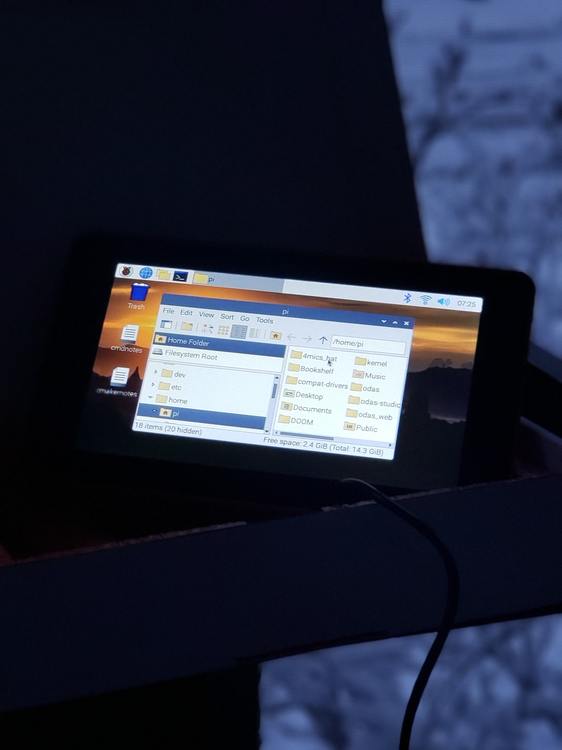 pi
07:25
Trash
cmdnotes
cmakenotes
pi
File Edit View Sort Go Tools
/home/pi
Home Folder
Filesystem Root
dev
etc
home
pi
4mics_hat
Bookshelf
compat-drivers
Desktop
Documents
DOOM
kernel
Music
odas
odas-studio
odas_web
Public
18 items (20 hidden)
Free space: 2.4 GiB (Total: 14.3 GiB)